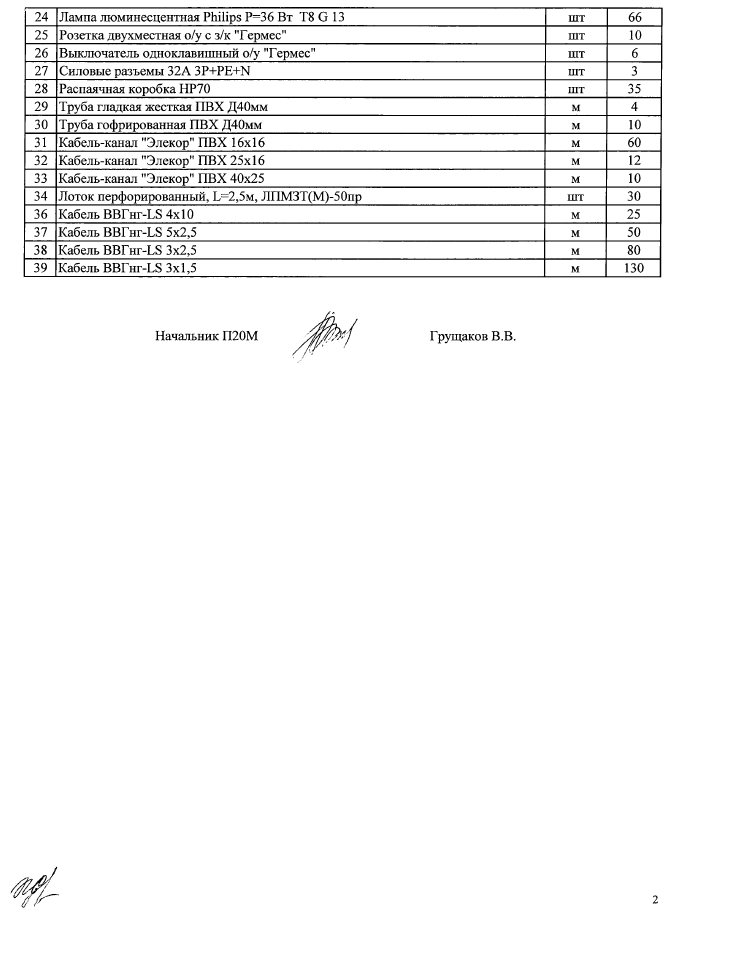 24 Лампа люминесцентная Philips P=36 Вт T8 G 13 шт 66
25 Розетка двухместная о/у с з/к "Гермес" шт 10
26 Выключатель одноклавишный о/у "Гермес" шт 6
27 Силовые разъемы 32А 3P+PE+N шт 3
28 Распаячная коробка НР70 шт 35
29 Труба гладкая жесткая ПВХ Д40мм м 4
30 Труба гофрированная ПВХ Д40мм м 10
31 Кабель-канал "Элекор" ПВХ 16х16 м 60
32 Кабель-канал "Элекор" ПВХ 25х16 м 12
33 Кабель-канал "Элекор" ПВХ 40х25 м 10
34 Лоток перфорированный, L=2,5м, ЛПМЗТ(М)-50пр шт 30
36 Кабель ВВГнг-LS 4х10 м 25
37 Кабель ВВГнг-LS 5х2,5 м 50
38 Кабель ВВГнг-LS 3х2,5 м 80
39 Кабель ВВГнг-LS 3х1,5 м 130
Начальник П20М Грущаков В.В.
2